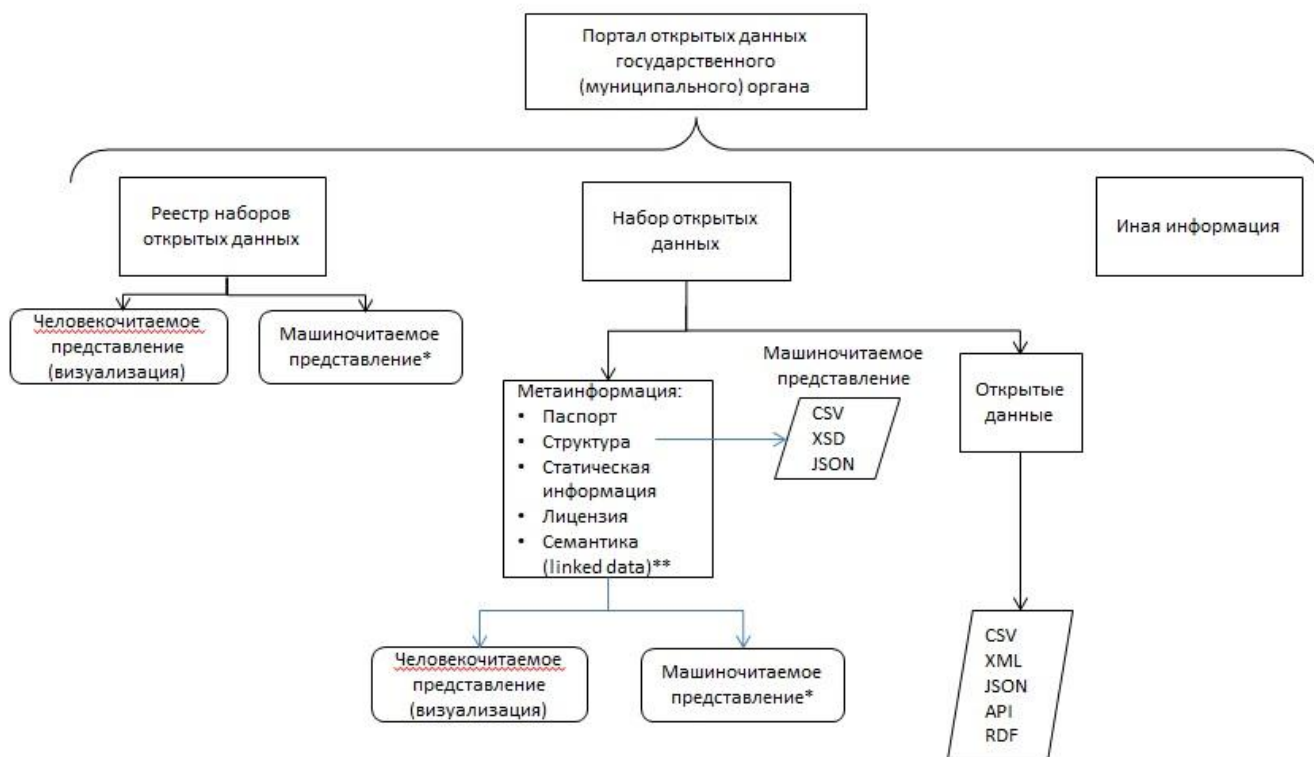 Портал открытых данных
государственного
(муниципального) органа
Реестр наборов
открытых данных
Набор открытых
данных
Иная информация
Человекочитаемое
представление
(визуализация)
Машиночитаемое
представление*
Машиночитаемое
представление
Метаинформация:
• Паспорт
• Структура
• Статическая
информация
• Лицензия
• Семантика
(linked data)**
CSV
XSD
JSON
Открытые
данные
Человекочитаемое
представление
(визуализация)
Машиночитаемое
представление*
CSV
XML
JSON
API
RDF